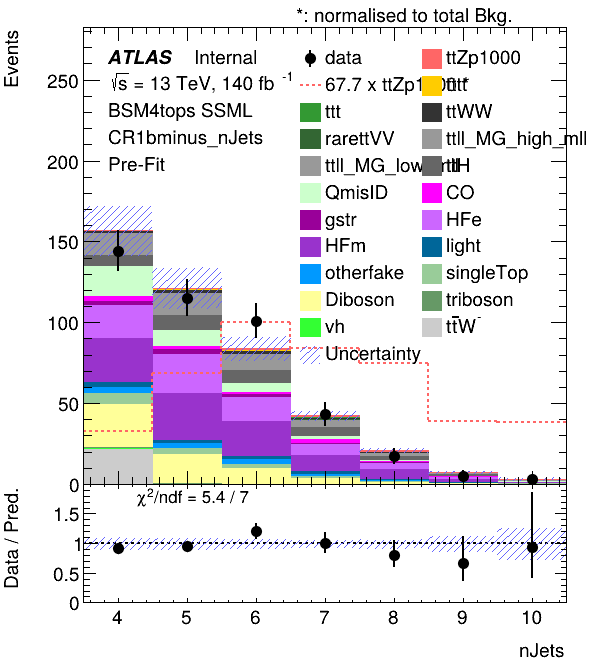 *: normalised to total Bkg.
Events
ATLAS Internal
√s = 13 TeV, 140 fb -1
BSM4tops SSML
CR1bminus_nJets
Pre-Fit
data
ttZp1000
67.7 x ttZp1000 *
tttt
ttt
ttWW
rarettVV
ttll_MG_high_mll
ttll_MG_low_mll
ttH
QmisID
CO
gstr
HFe
HFm
light
otherfake
singleTop
Diboson
triboson
vh
tt̄W
Uncertainty
250
200
150
100
50
0
χ²/ndf = 5.4 / 7
Data / Pred.
1.5
1
0.5
0
4 5 6 7 8 9 10
nJets